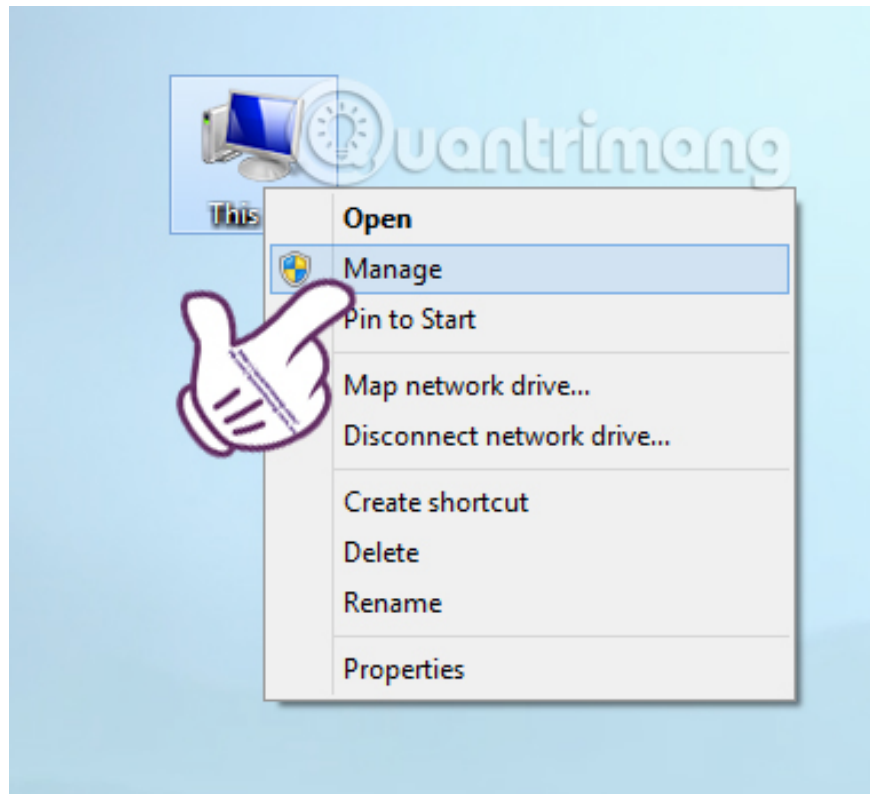 Quantrimang
This
Open
Manage
Pin to Start
Map network drive...
Disconnect network drive...
Create shortcut
Delete
Rename
Properties